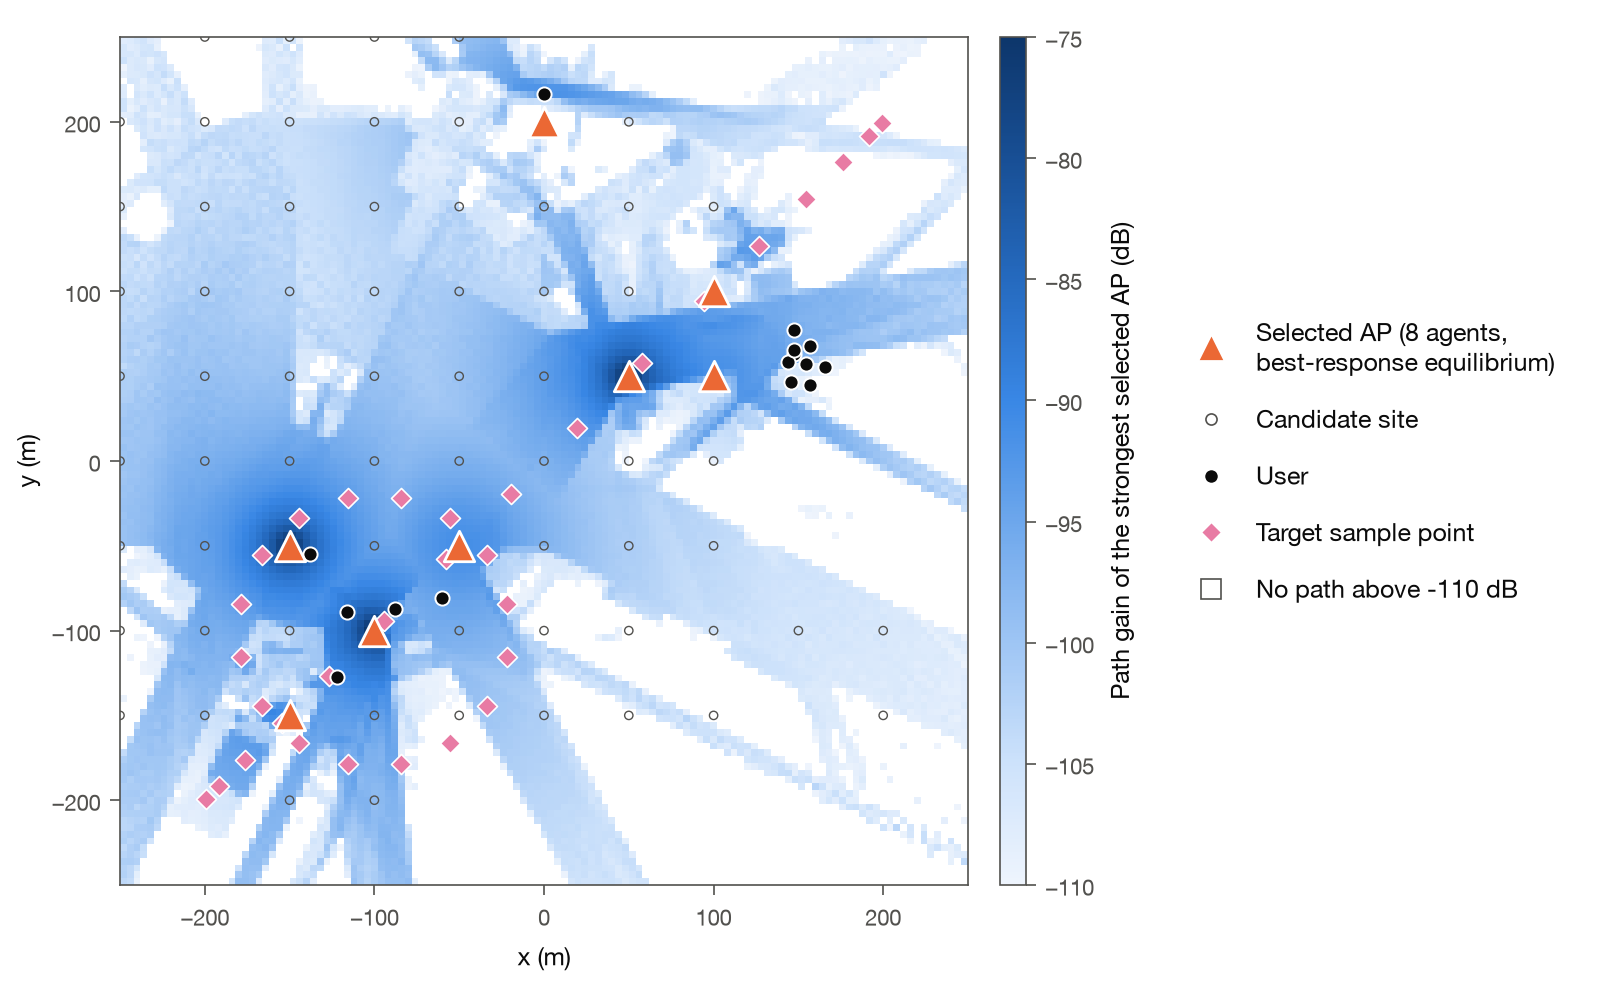 200
100
0
−100
−200
y (m)
−200
−100
0
100
200
x (m)
−75
−80
−85
−90
−95
−100
−105
−110
Path gain of the strongest selected AP (dB)
Selected AP (8 agents,
best-response equilibrium)
Candidate site
User
Target sample point
No path above -110 dB